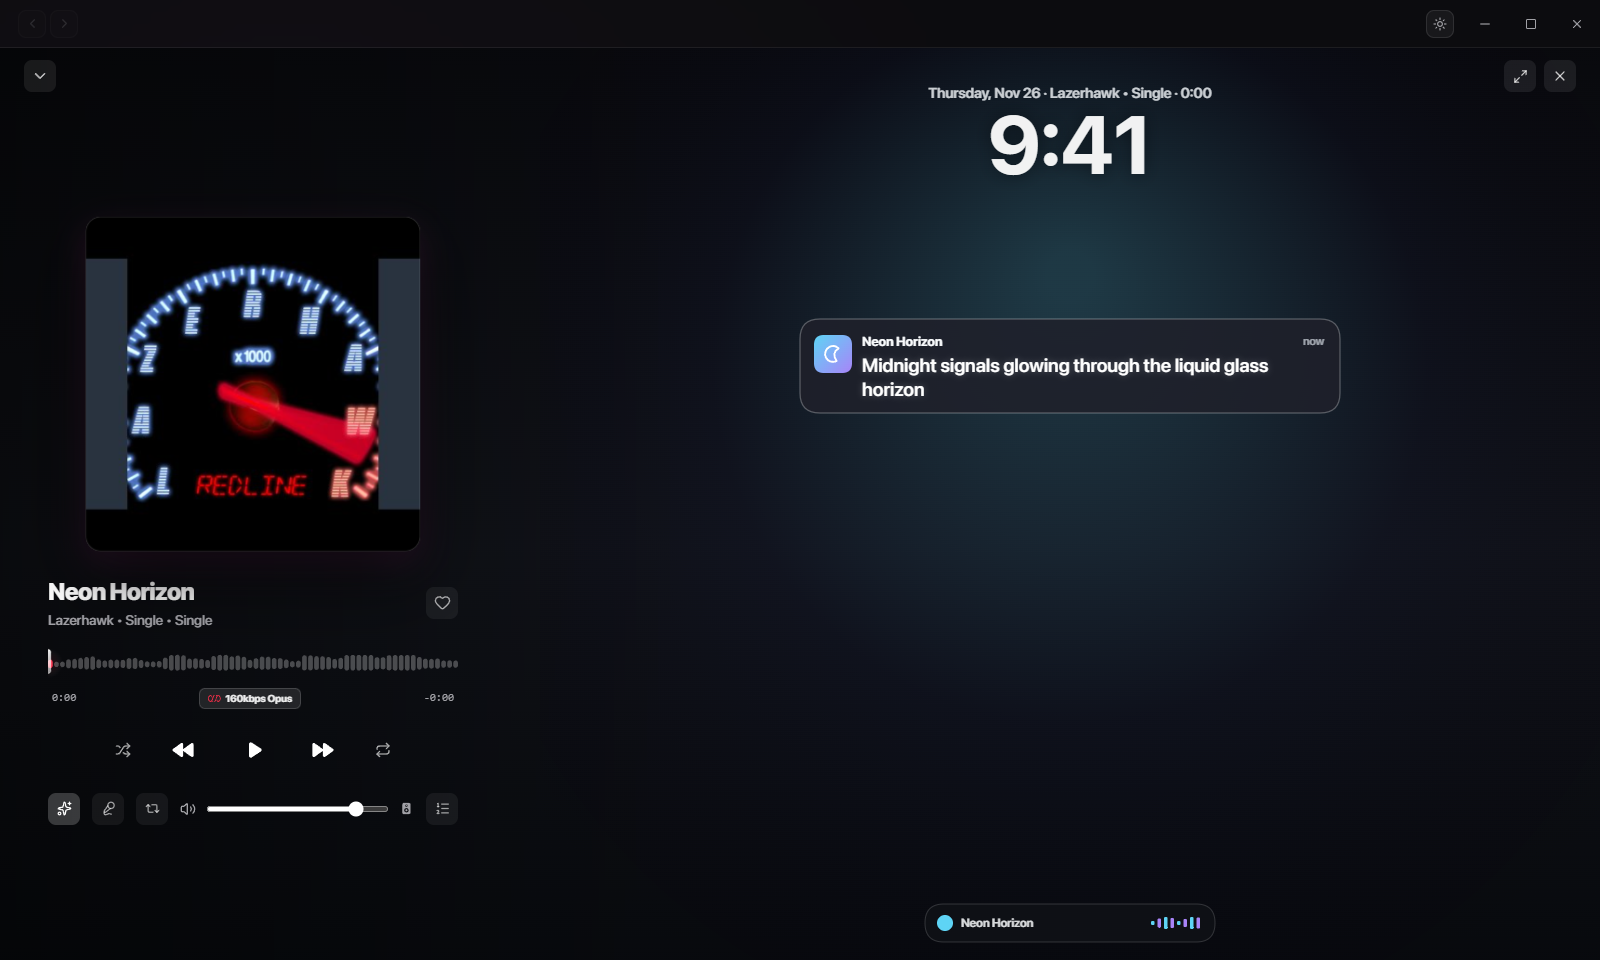 Thursday, Nov 26 · Lazerhawk • Single · 0:00
9:41
L A Z E R H A W K
x1000
REDLINE
Neon Horizon
now
Midnight signals glowing through the liquid glass
horizon
Neon Horizon
Lazerhawk • Single • Single
0:00
160kbps Opus
-0:00
Neon Horizon